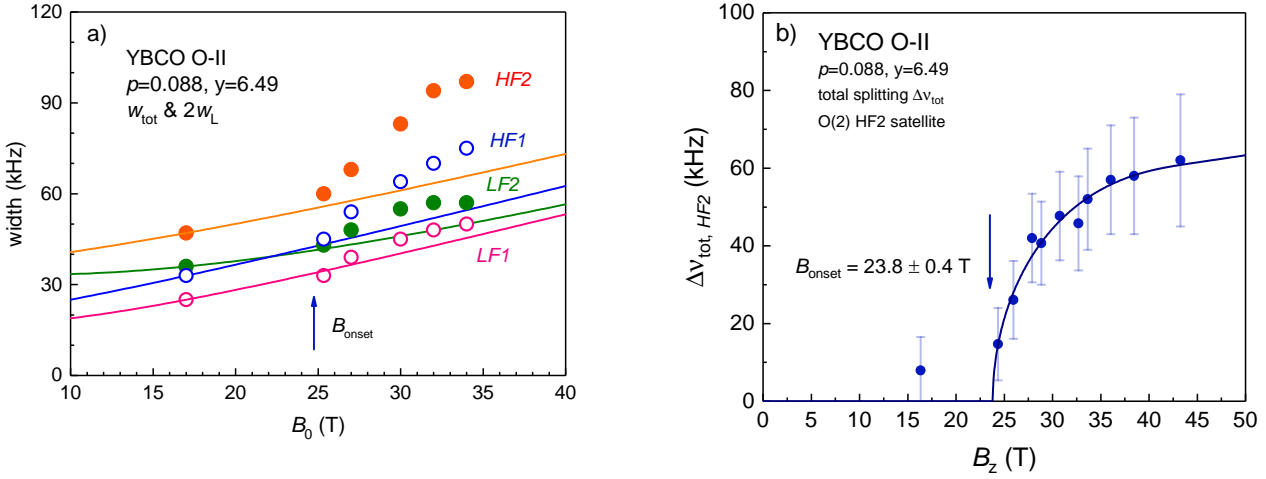 a)
YBCO O-II
p=0.088, y=6.49
w_tot & 2w_L
HF2
HF1
LF2
LF1
B_onset
width (kHz)
120
90
60
30
0
10 15 20 25 30 35 40
B_0 (T)
b)
YBCO O-II
p=0.088, y=6.49
total splitting Δν_tot
O(2) HF2 satellite
B_onset = 23.8 ± 0.4 T
Δν_tot, HF2 (kHz)
100
80
60
40
20
0
0 5 10 15 20 25 30 35 40 45 50
B_z (T)